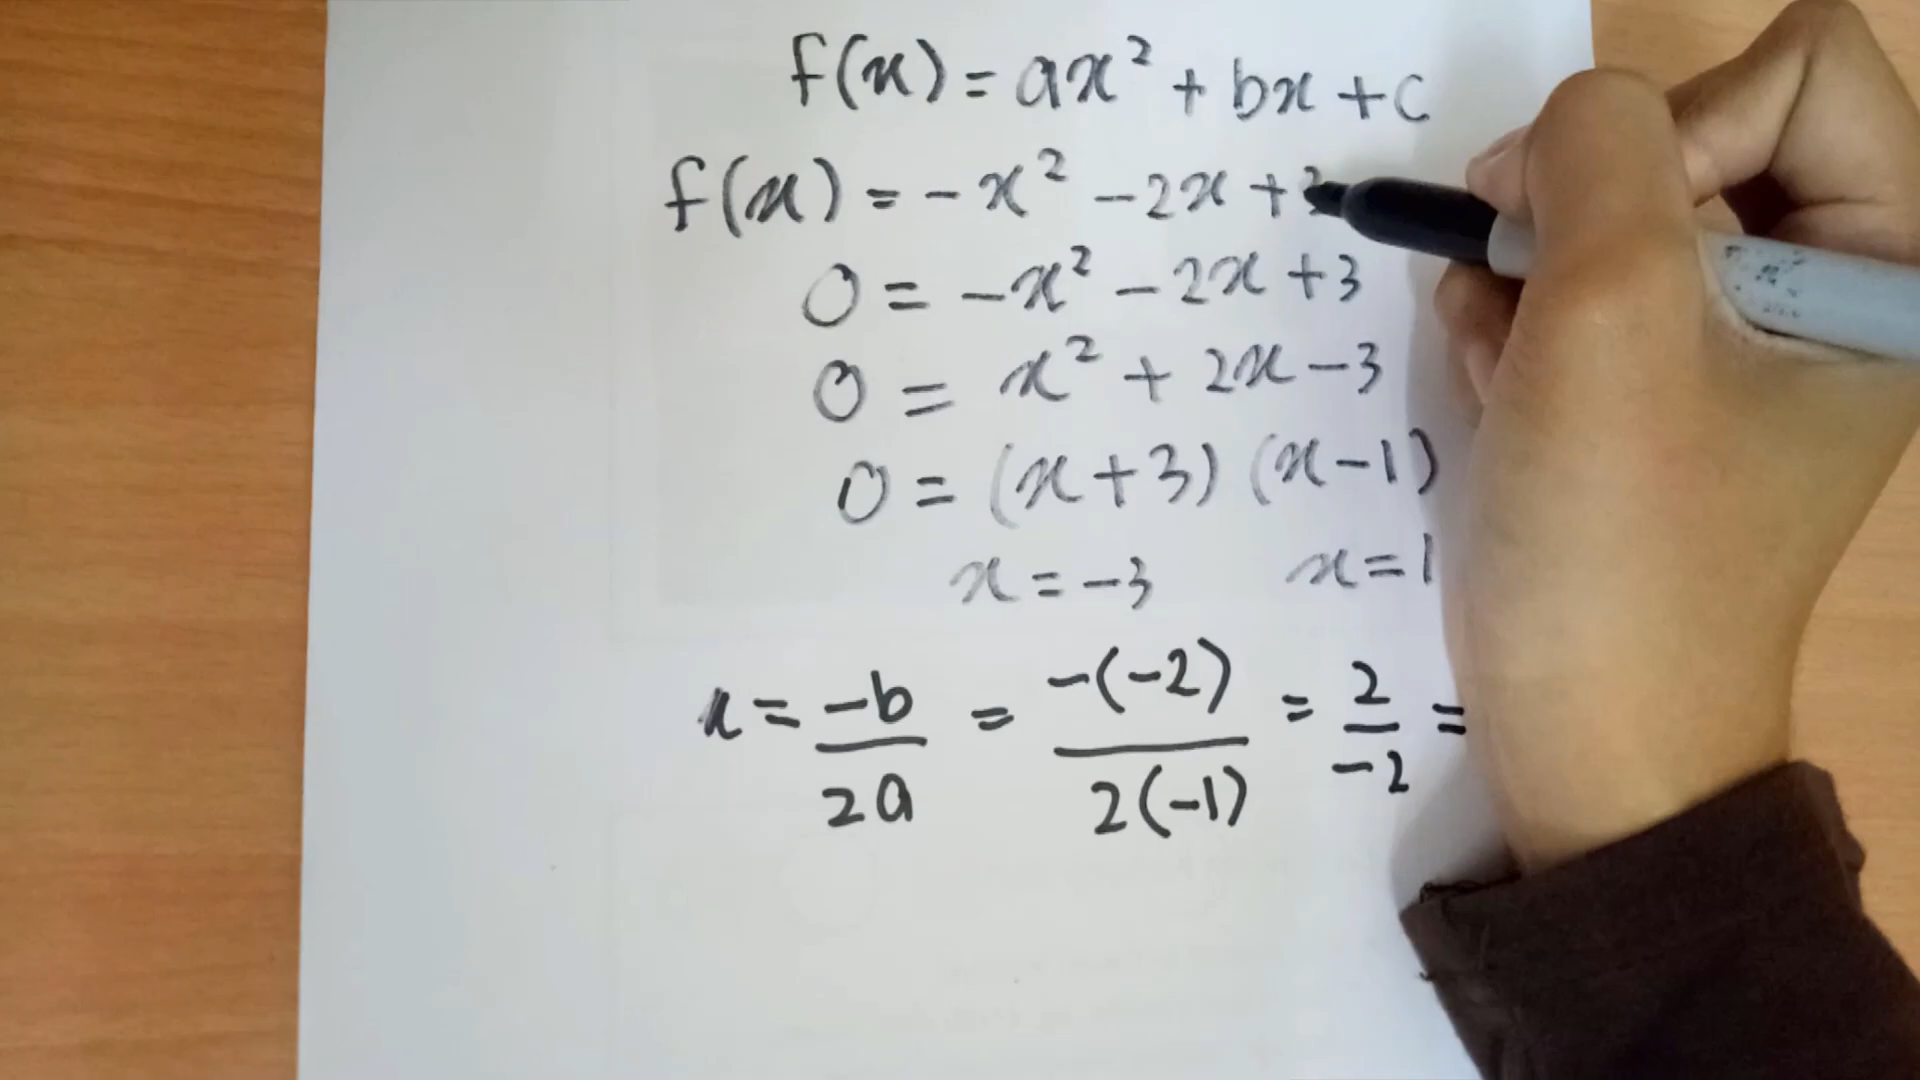 f(x) = ax² + bx + c
f(x) = -x² - 2x + 3
0 = -x² - 2x + 3
0 = x² + 2x - 3
0 = (x+3) (x-1)
x = -3 x = 1
x = -b/2a = -(-2)/2(-1) = 2/-2 =